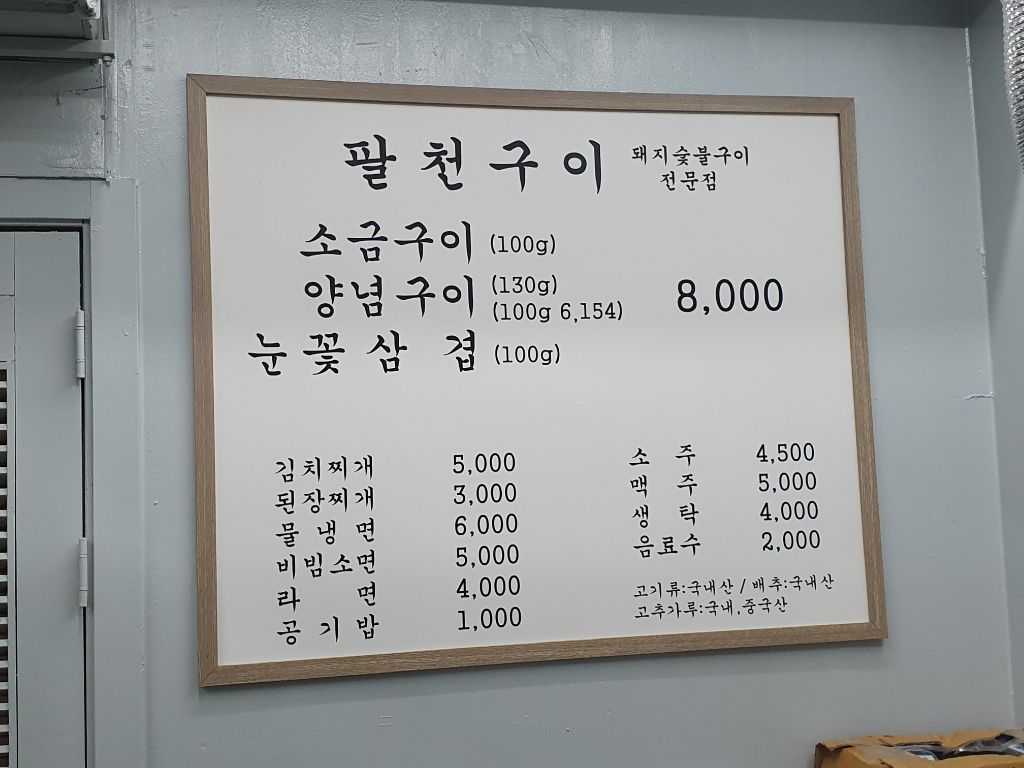 팔천구이 돼지숯불구이
전문점
소금구이 (100g)
양념구이 (130g)
(100g 6,154) 8,000
눈꽃삼겹 (100g)
김치찌개 5,000
된장찌개 3,000
물냉면 6,000
비빔소면 5,000
라면 4,000
공기밥 1,000
소주 4,500
맥주 5,000
생탁 4,000
음료수 2,000
고기류:국내산 / 배추:국내산
고추가루:국내,중국산